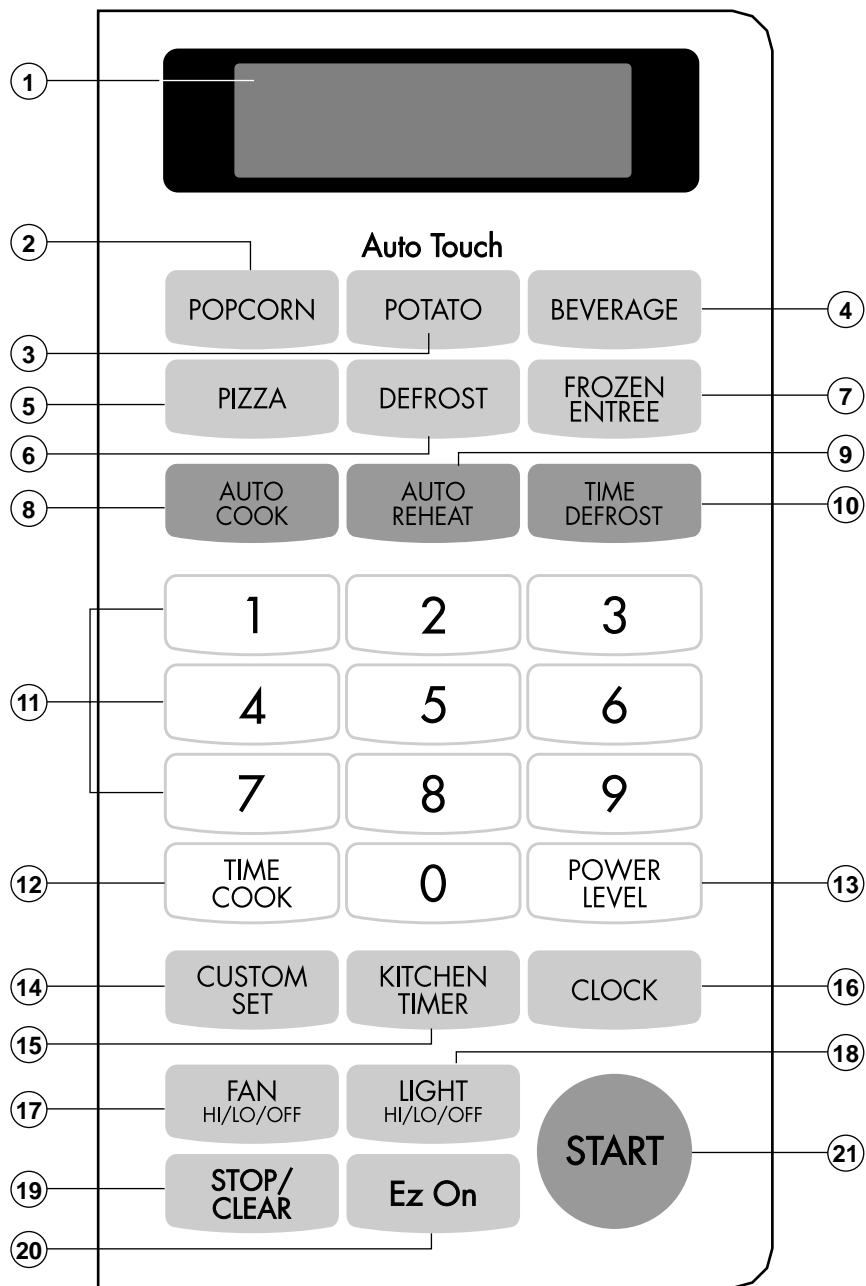 1
2
Auto Touch
POPCORN
POTATO
BEVERAGE
4
3
5
PIZZA
DEFROST
FROZEN
ENTREE
7
6
9
8
AUTO
COOK
AUTO
REHEAT
TIME
DEFROST
10
1
2
3
11
4
5
6
7
8
9
12
TIME
COOK
0
POWER
LEVEL
13
14
CUSTOM
SET
KITCHEN
TIMER
CLOCK
16
15
18
17
FAN
HI/LO/OFF
LIGHT
HI/LO/OFF
START
21
19
STOP/
CLEAR
Ez On
20